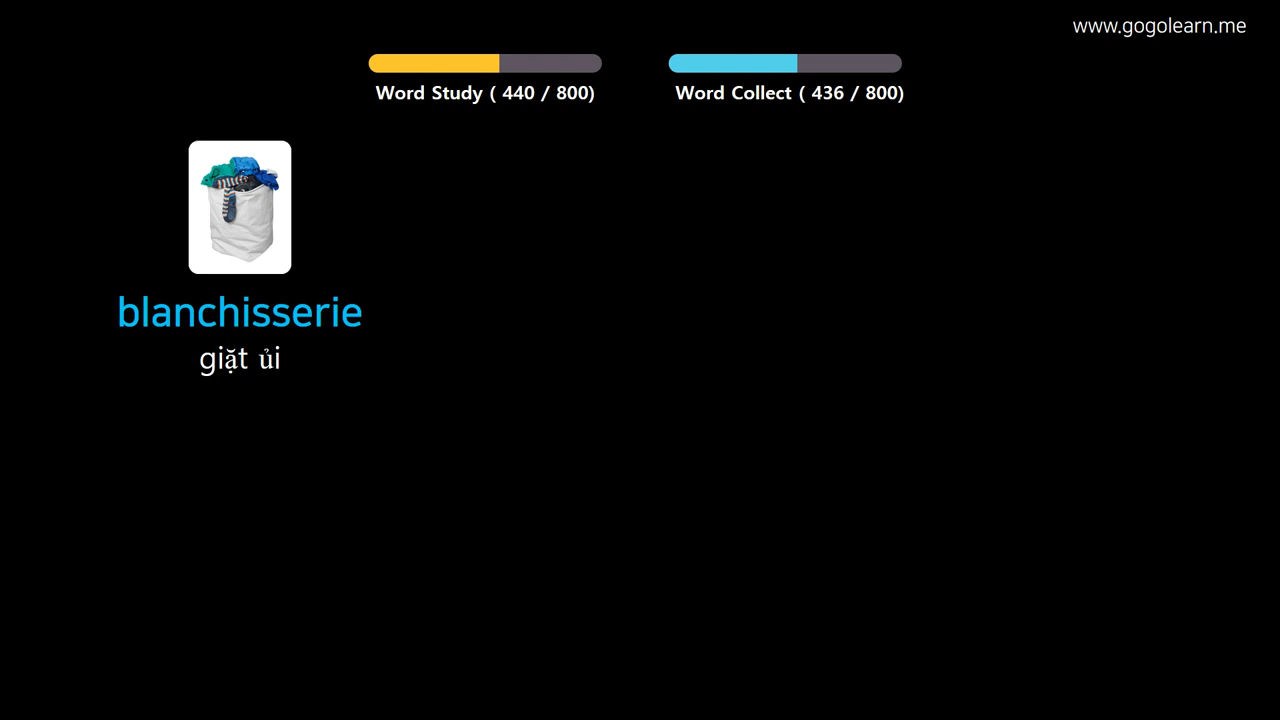 www.gogolearn.me
Word Study ( 440 / 800)
Word Collect ( 436 / 800)
blanchisserie
giặt ủi